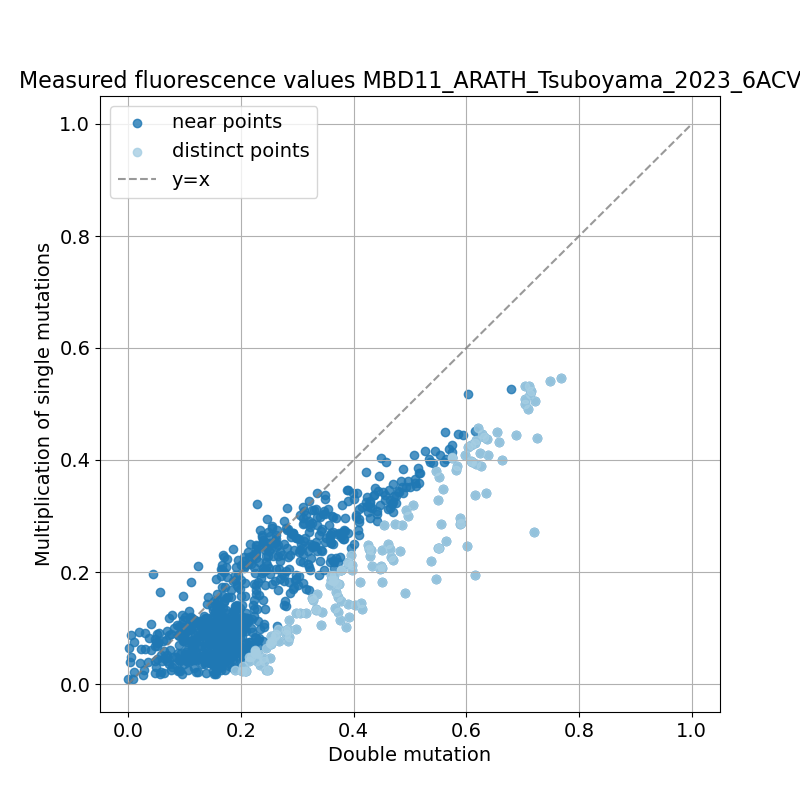 Measured fluorescence values MBD11_ARATH_Tsuboyama_2023_6ACV
near points
distinct points
y=x
1.0
0.8
0.6
0.4
0.2
0.0
Multiplication of single mutations
0.0 0.2 0.4 0.6 0.8 1.0
Double mutation